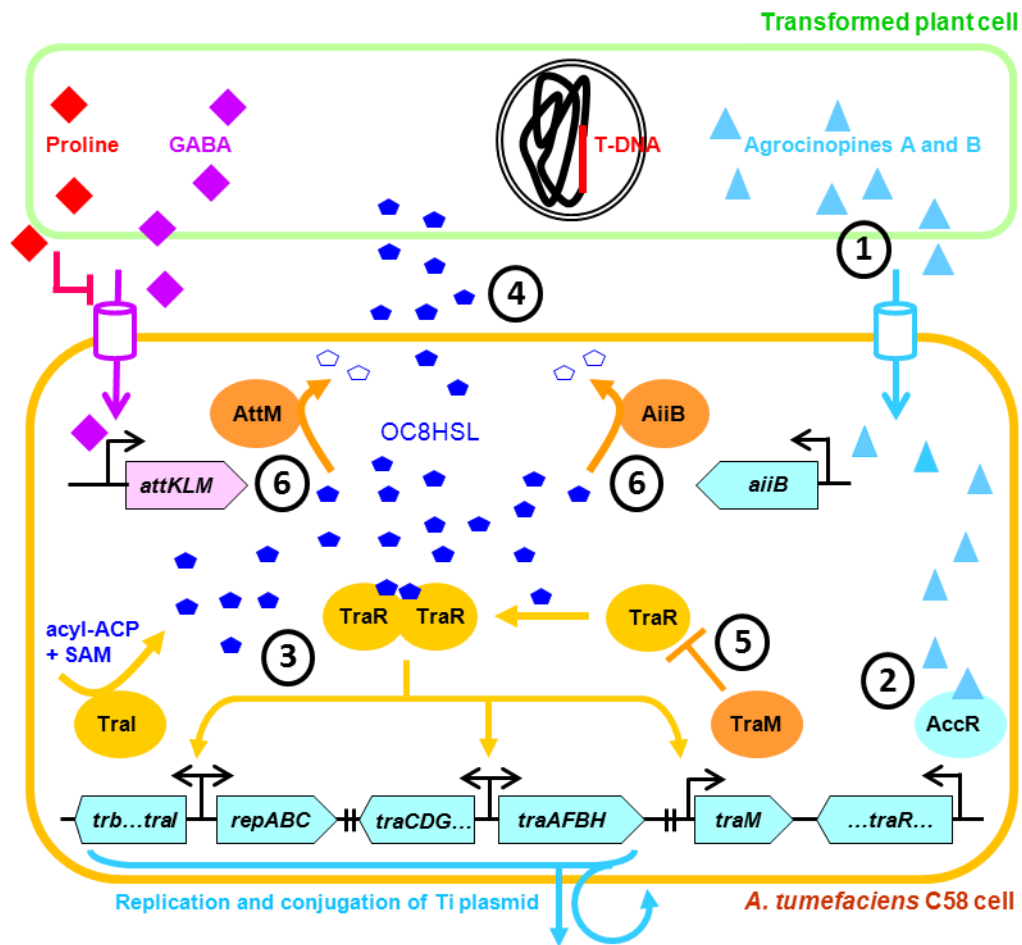 Transformed plant cell
Proline
GABA
T-DNA
Agrocinopines A and B
1
4
AttM
AiiB
OC8HSL
attKLM
6
6
aiiB
TraR
TraR
TraR
acyl-ACP
+ SAM
3
5
2
TraI
TraM
AccR
trb...traI
repABC
traCDG...
traAFBH
traM
...traR...
Replication and conjugation of Ti plasmid
A. tumefaciens C58 cell